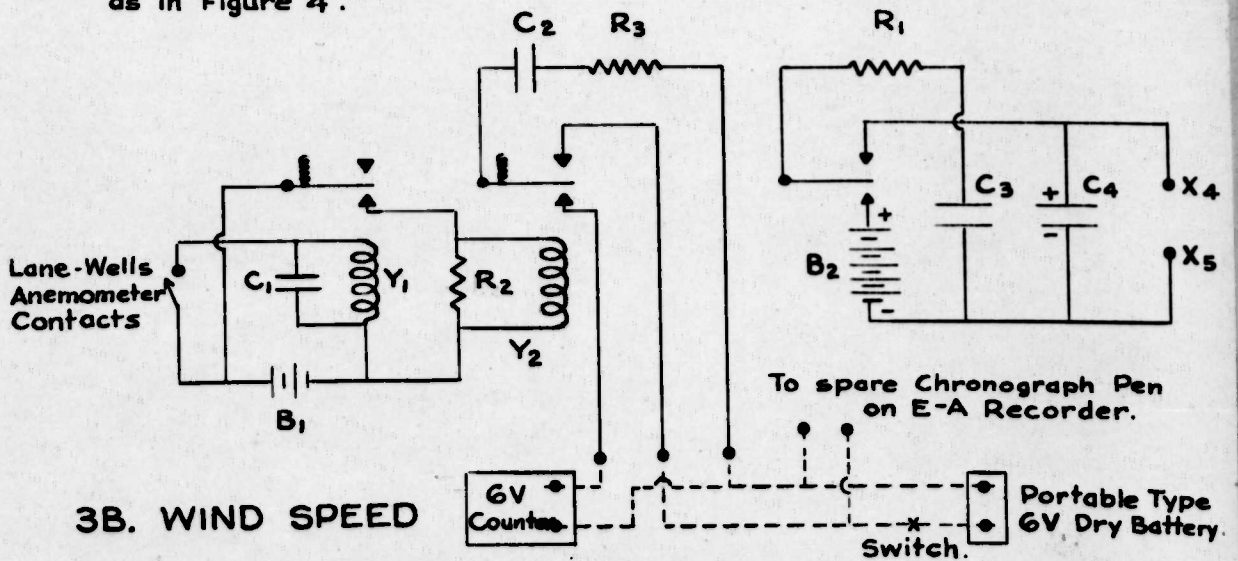 as in Figure 4.
C2
R3
R1
Lane-Wells
Anemometer
Contacts
C1
Y1
R2
Y2
B1
+
B2
-
C3
+
C4
-
X4
X5
To spare Chronograph Pen
on E-A Recorder.
3B. WIND SPEED
6V
Counter
Switch.
Portable Type
6V Dry Battery.